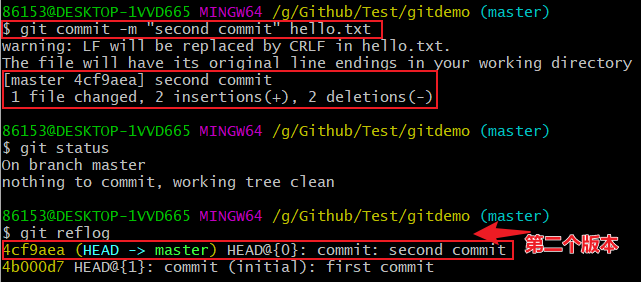 86153@DESKTOP-1VVD665 MINGW64 /g/Github/Test/gitdemo (master)
$ git commit -m "second commit" hello.txt
warning: LF will be replaced by CRLF in hello.txt.
The file will have its original line endings in your working directory
[master 4cf9aea] second commit
 1 file changed, 2 insertions(+), 2 deletions(-)
86153@DESKTOP-1VVD665 MINGW64 /g/Github/Test/gitdemo (master)
$ git status
On branch master
nothing to commit, working tree clean
86153@DESKTOP-1VVD665 MINGW64 /g/Github/Test/gitdemo (master)
$ git reflog
4cf9aea (HEAD -> master) HEAD@{0}: commit: second commit
第二个版本
4b000d7 HEAD@{1}: commit (initial): first commit